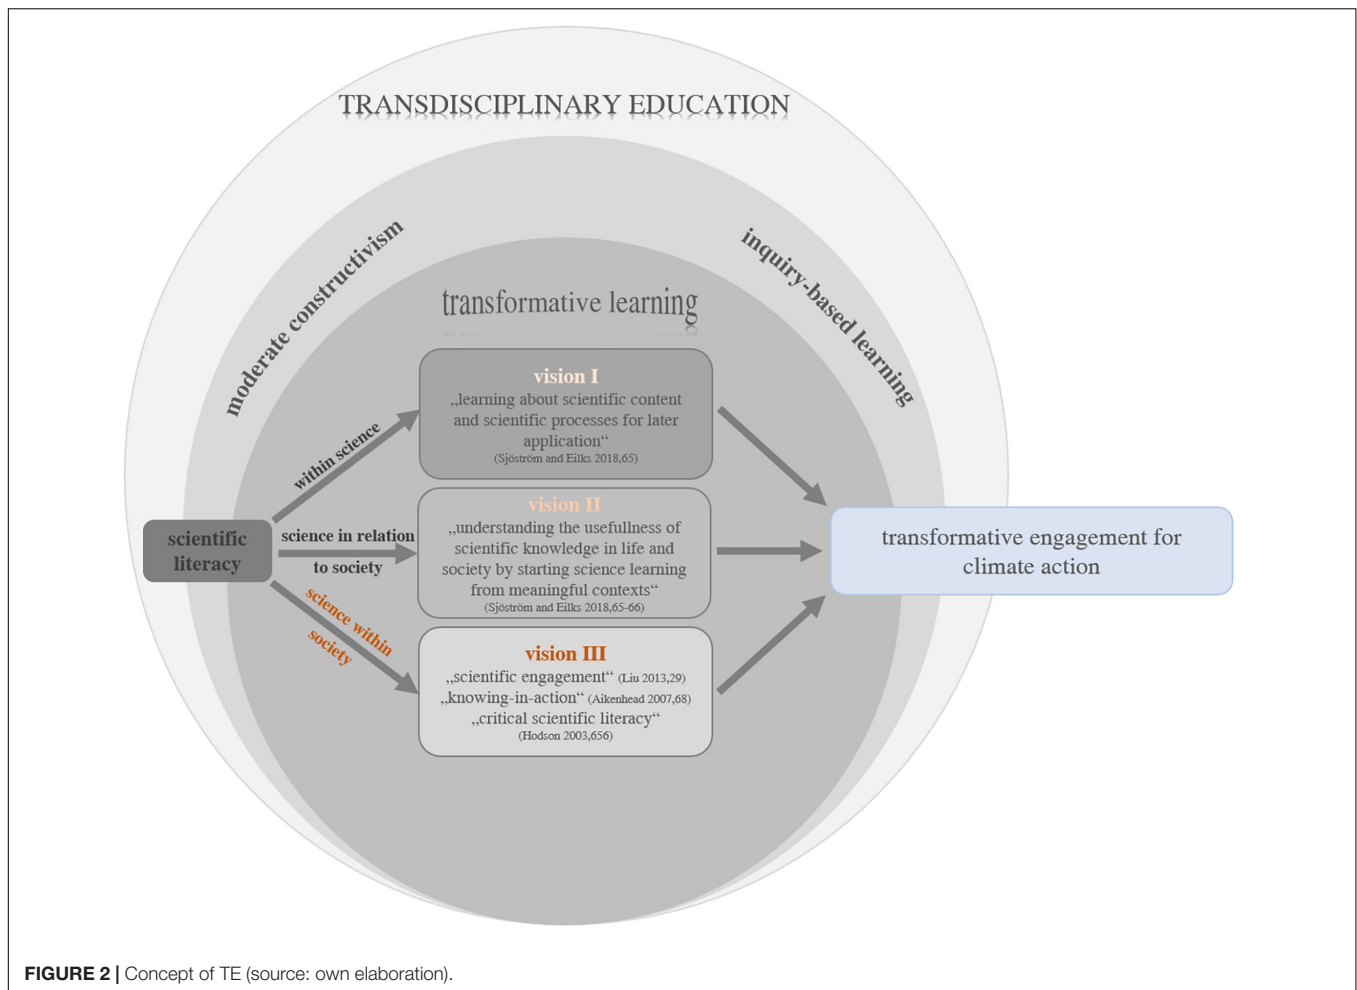 TRANSDISCIPLINARY EDUCATION
moderate constructivism
inquiry-based learning
transformative learning
vision I
„learning about scientific content
and scientific processes for later
application“
(Sjöström and Eilks 2018,65)
within science
vision II
„understanding the usefullness of
scientific knowledge in life and
society by starting science learning
from meaningful contexts“
(Sjöström and Eilks 2018,65-66)
science in relation
to society
scientific
literacy
transformative engagement for
climate action
science within
society
vision III
„scientific engagement“ (Liu 2013,29)
„knowing-in-action“ (Aikenhead 2007,68)
„critical scientific literacy“
(Hodson 2003,656)
FIGURE 2 | Concept of TE (source: own elaboration).